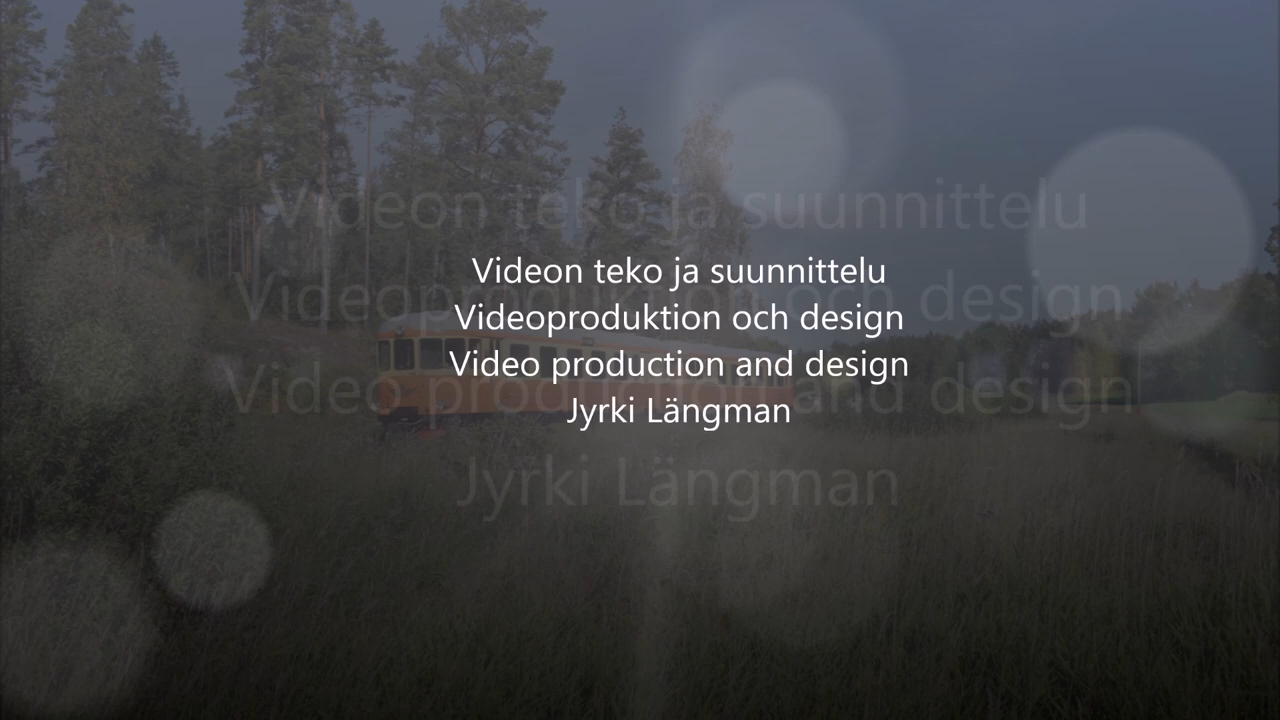 Videon teko ja suunnittelu
Videoproduktion och design
Video production and design
Jyrki Längman